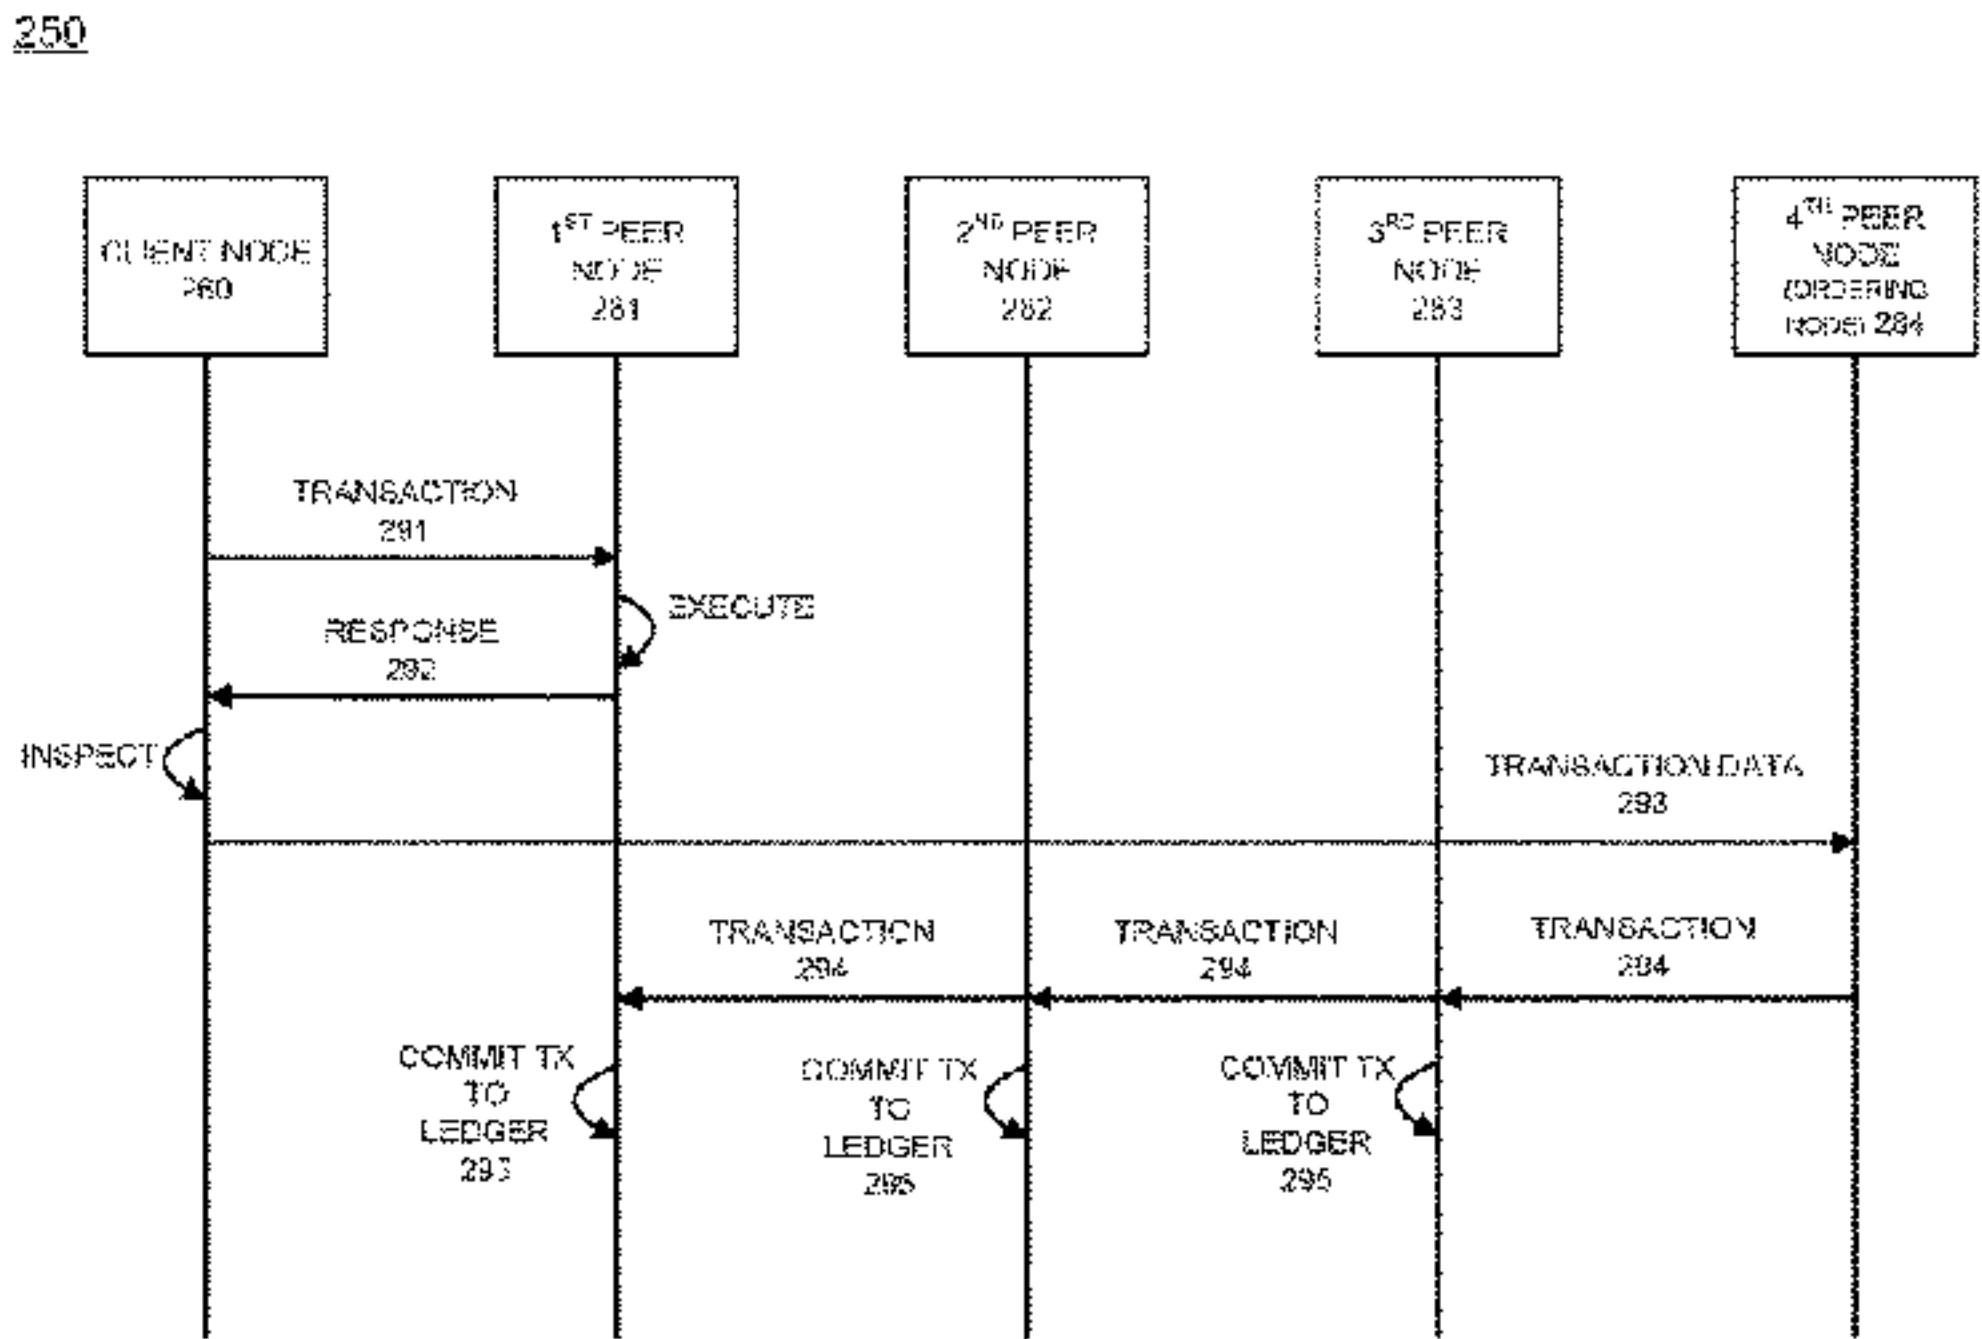 250
CLIENT NODE
260
1ST PEER
NODE
281
2ND PEER
NODE
282
3RD PEER
NODE
283
4TH PEER
NODE
(ORDERING
NODE) 284
TRANSACTION
291
EXECUTE
RESPONSE
292
INSPECT
TRANSACTION DATA
293
TRANSACTION
294
TRANSACTION
294
TRANSACTION
294
COMMIT TX
TO
LEDGER
295
COMMIT TX
TO
LEDGER
295
COMMIT TX
TO
LEDGER
295